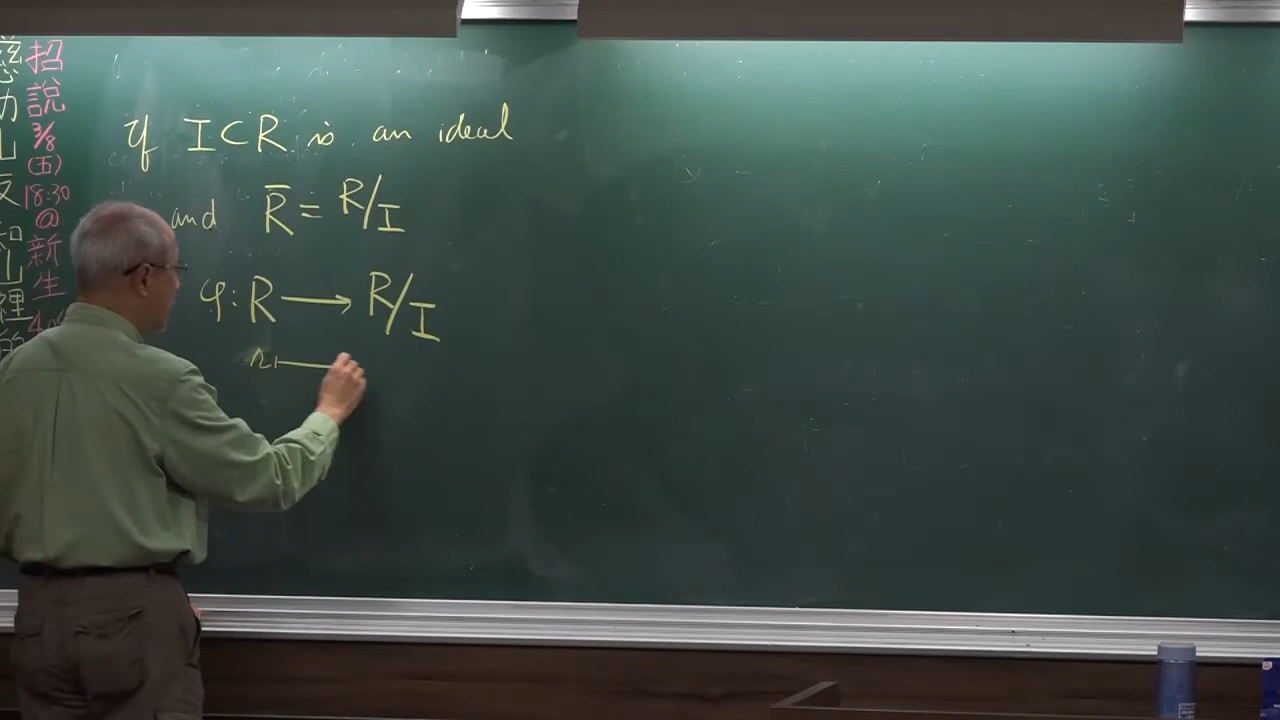 招
說
3/8
(五)
18:30
@
新
生
if I ⊂ R is an ideal
and R̅ = R/I
φ: R ⟶ R/I
r ⟼